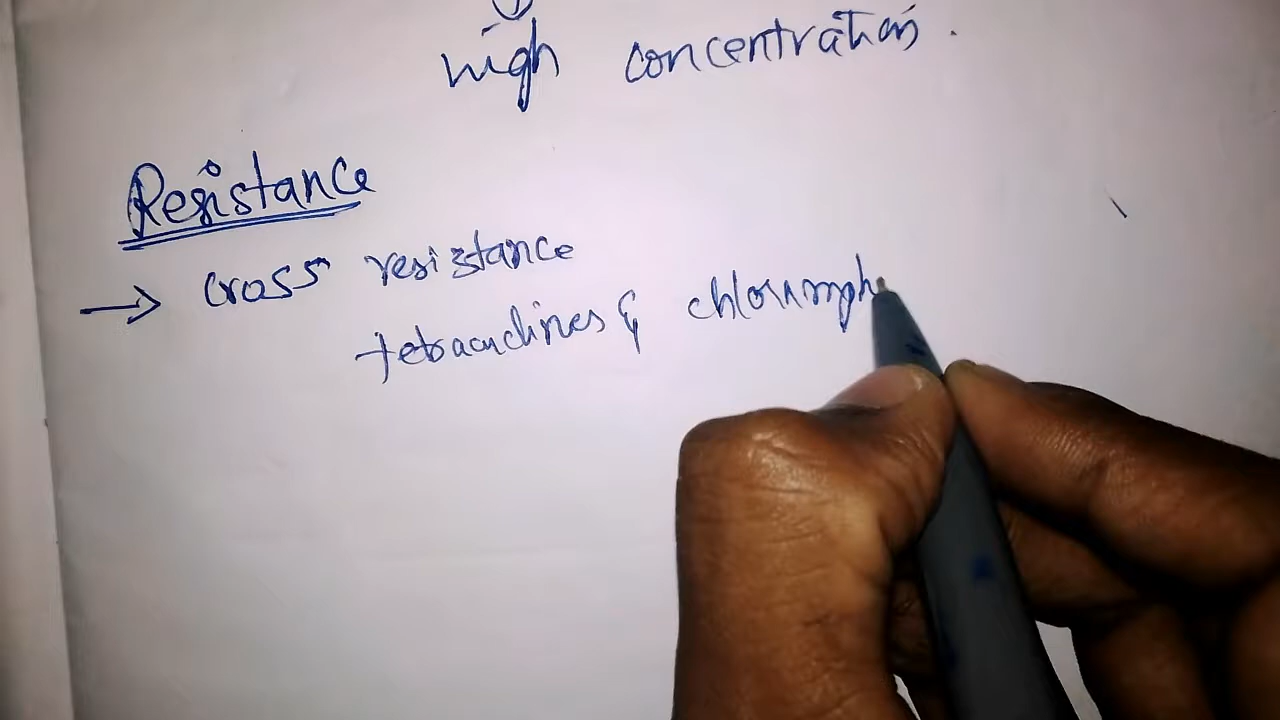 high concentration.
Resistance
→ cross resistance
tetracyclines & chloramph